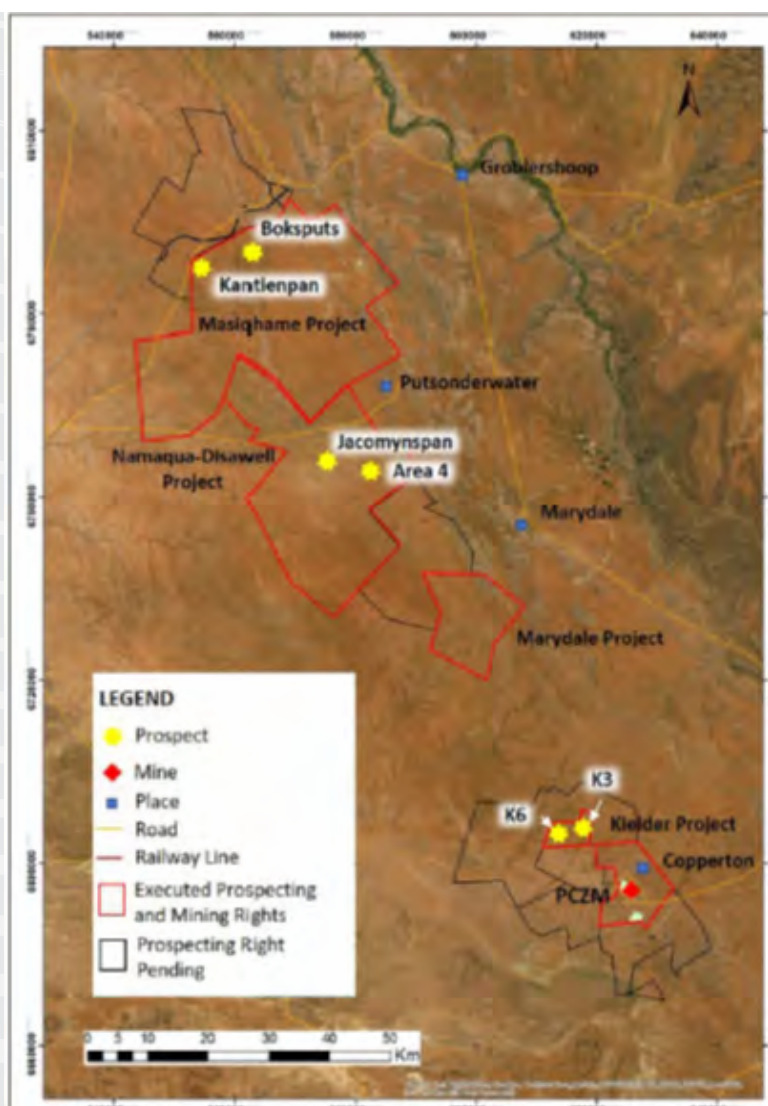 N
Groblershoop
Boksputs
Kantienpan
Masiqhame Project
Putsonderwater
Jacomynspan
Area 4
Namaqua-Disawell
Project
Marydale
Marydale Project
K3
K6
Kielder Project
Copperton
PCZM
LEGEND
Prospect
Mine
Place
Road
Railway Line
Executed Prospecting
and Mining Rights
Prospecting Right
Pending
0 5 10 20 30 40 50
Km